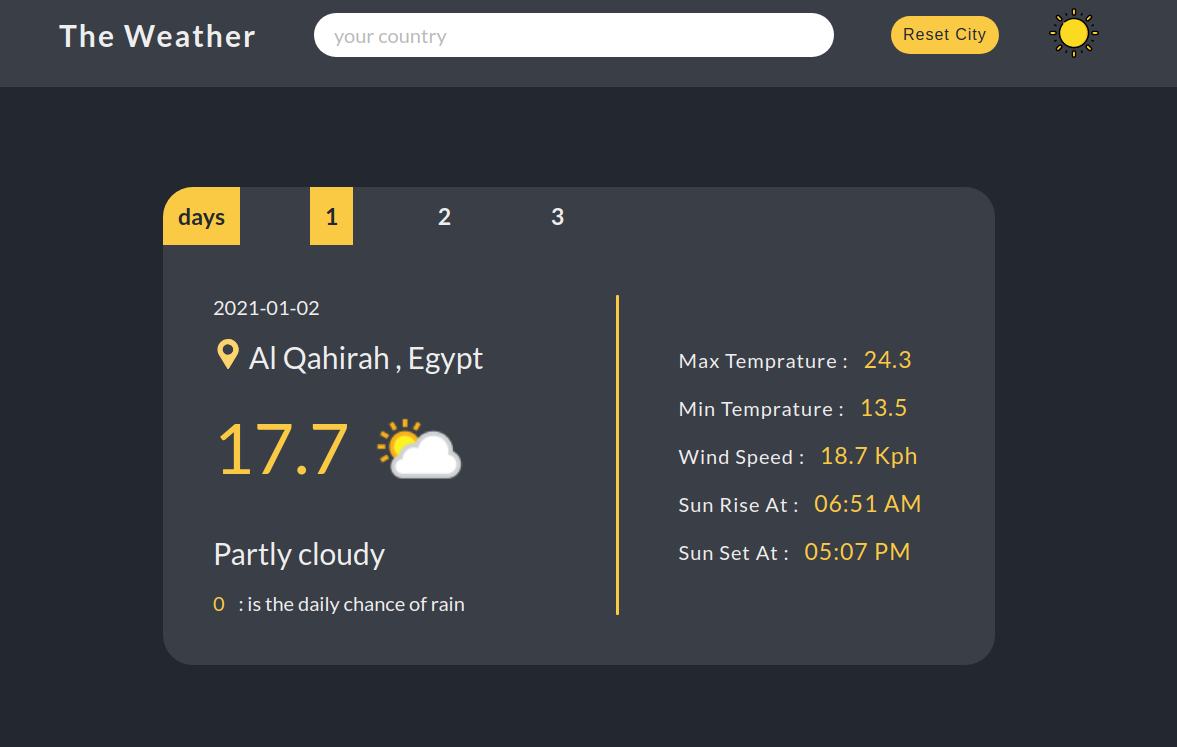 The Weather
your country
Reset City
days 1 2 3
2021-01-02
Al Qahirah , Egypt
17.7
Partly cloudy
0 : is the daily chance of rain
Max Temprature : 24.3
Min Temprature : 13.5
Wind Speed : 18.7 Kph
Sun Rise At : 06:51 AM
Sun Set At : 05:07 PM